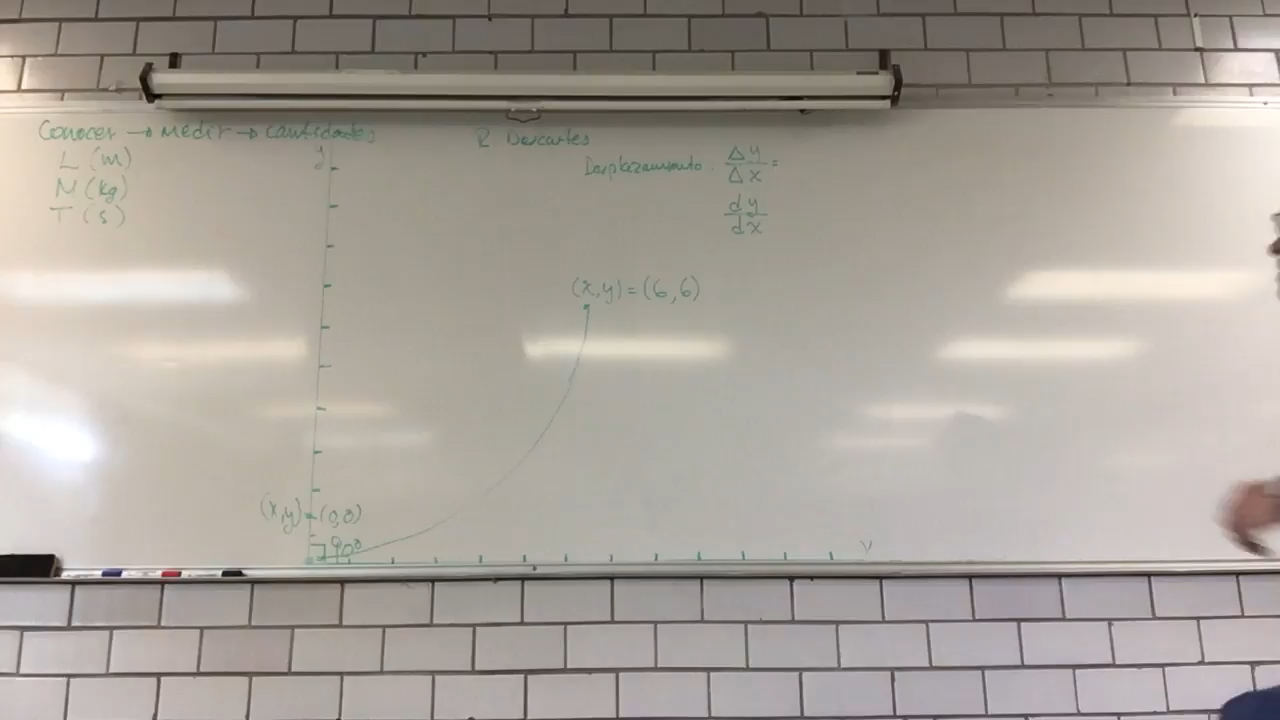 Conocer → medir → cantidades
L (m)
M (kg)
T (s)
R Descartes
Desplazamiento. Δy/Δx =
dy/dx
y
(x,y) = (6,6)
(x,y) = (0,0)
90°